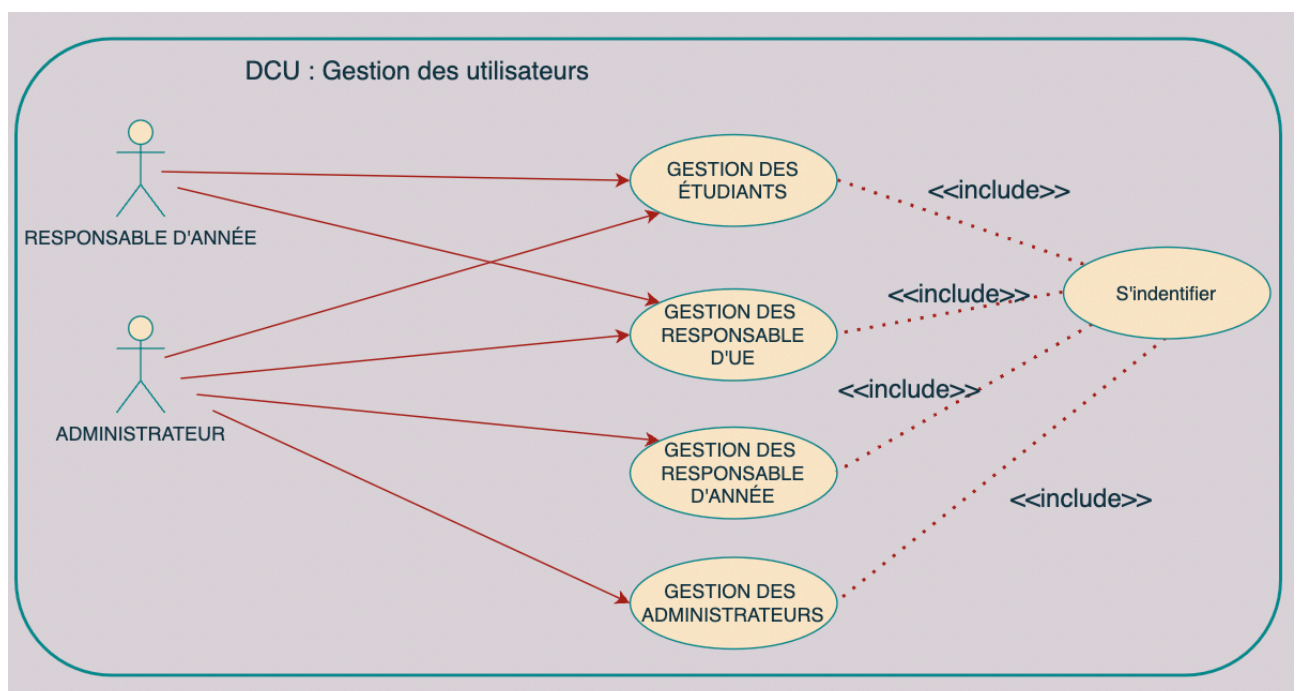 DCU : Gestion des utilisateurs
RESPONSABLE D'ANNÉE
ADMINISTRATEUR
GESTION DES
ÉTUDIANTS
GESTION DES
RESPONSABLE
D'UE
GESTION DES
RESPONSABLE
D'ANNÉE
GESTION DES
ADMINISTRATEURS
<<include>>
<<include>>
<<include>>
<<include>>
S'indentifier